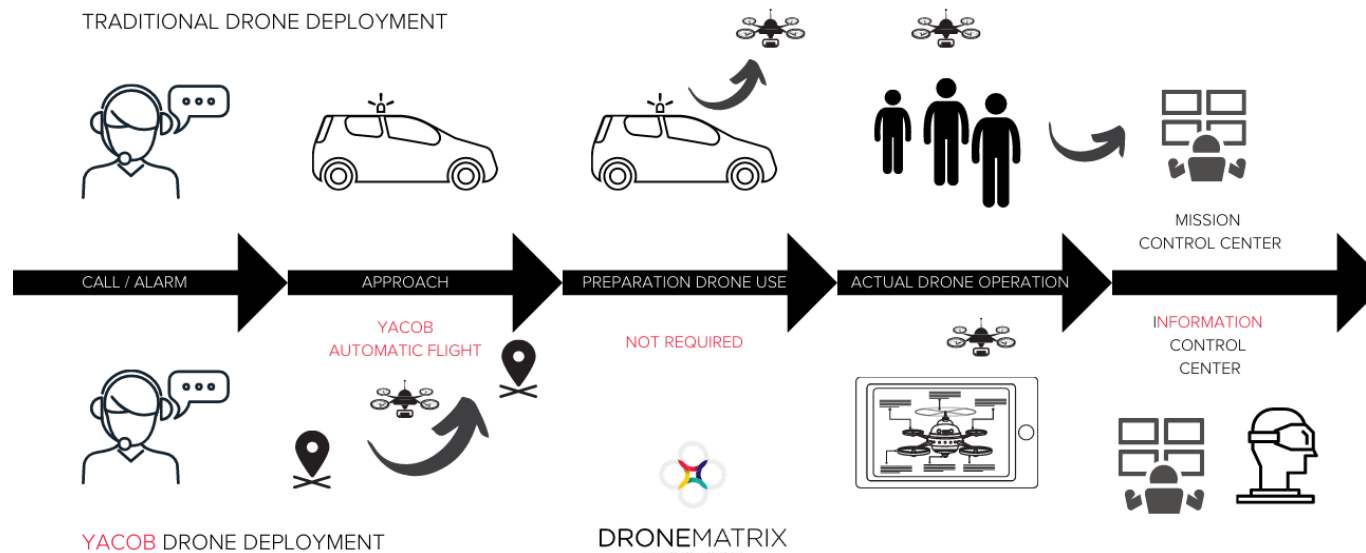 TRADITIONAL DRONE DEPLOYMENT
MISSION
CONTROL CENTER
CALL / ALARM
APPROACH
PREPARATION DRONE USE
ACTUAL DRONE OPERATION
YACOB
AUTOMATIC FLIGHT
NOT REQUIRED
INFORMATION
CONTROL
CENTER
YACOB DRONE DEPLOYMENT
DRONEMATRIX